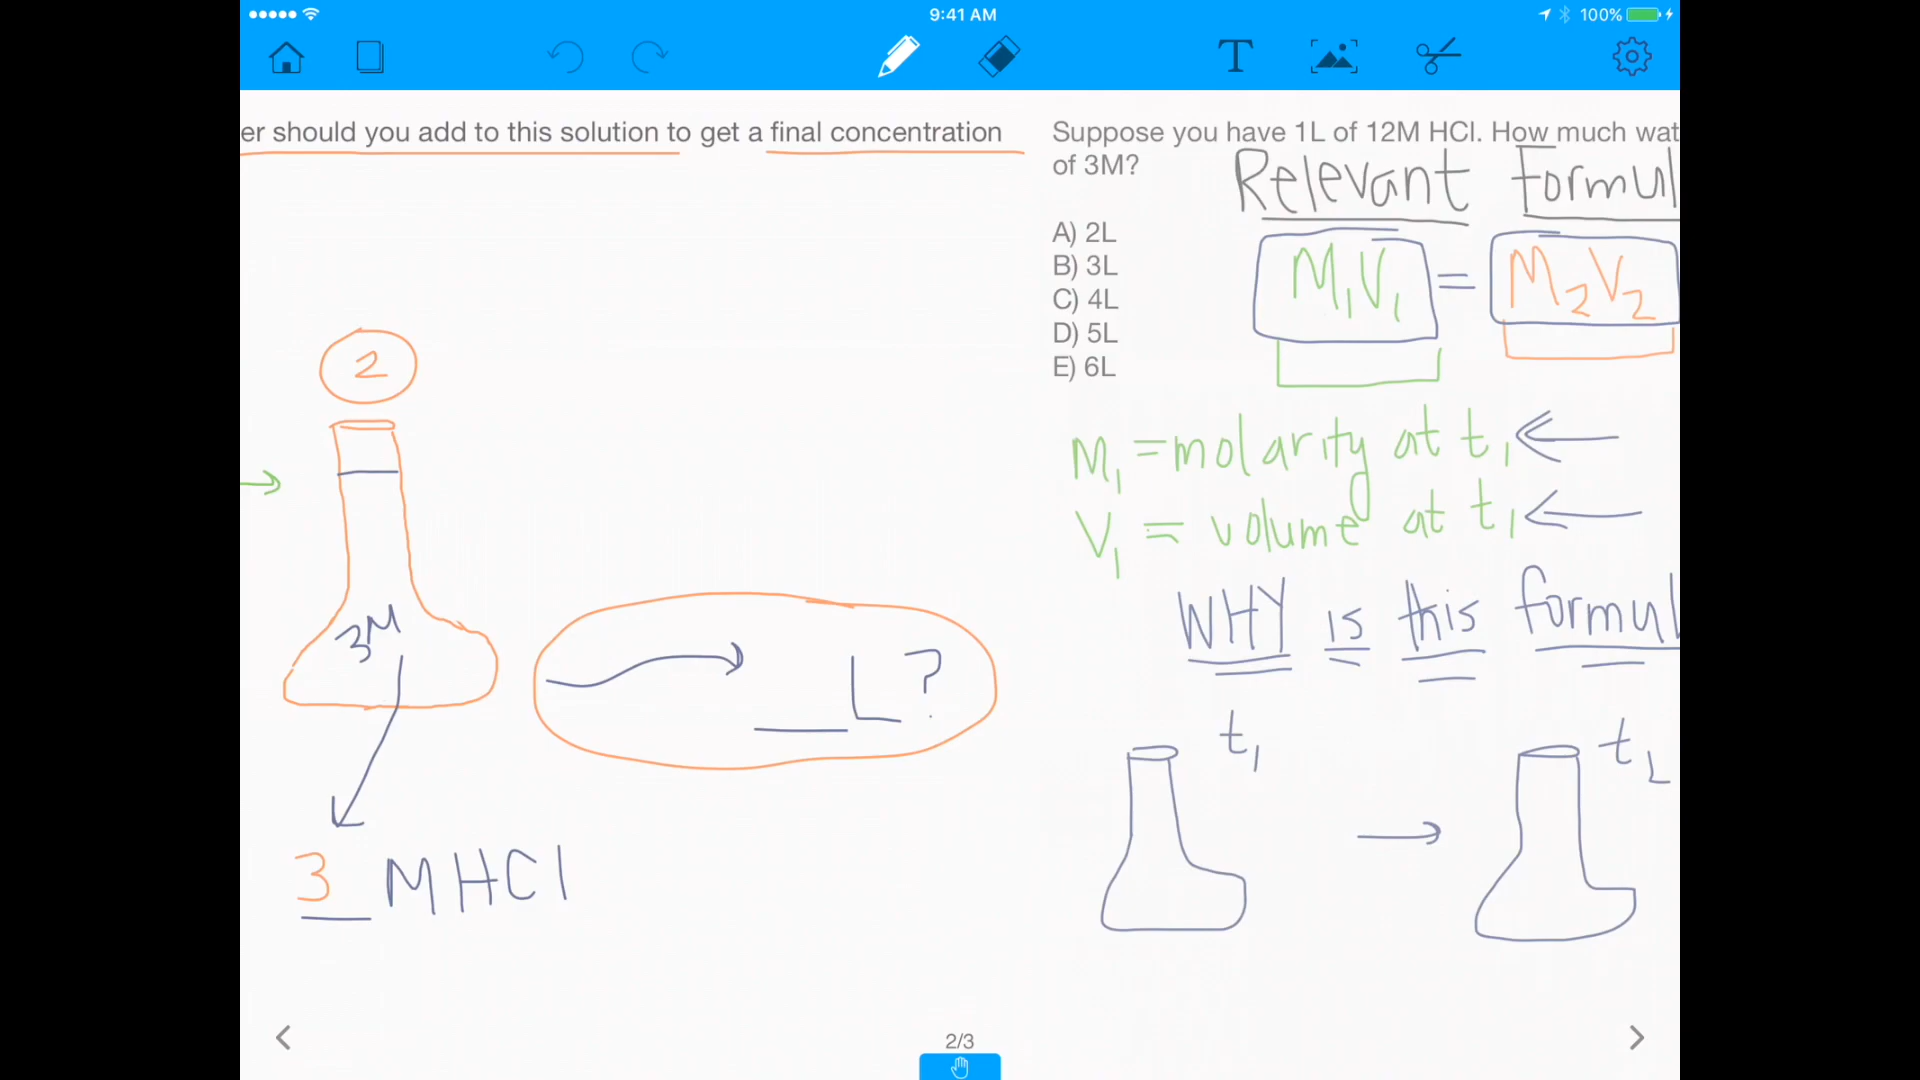 9:41 AM
100%
T
er should you add to this solution to get a final concentration
2
3M
L?
3 MHCl
Suppose you have 1L of 12M HCl. How much wat
of 3M?
Relevant Formul
A) 2L
B) 3L
C) 4L
D) 5L
E) 6L
M₁V₁ = M₂V₂
M₁ = molarity at t₁
V₁ = volume at t₁
WHY is this formul
t₁
t₂
2/3